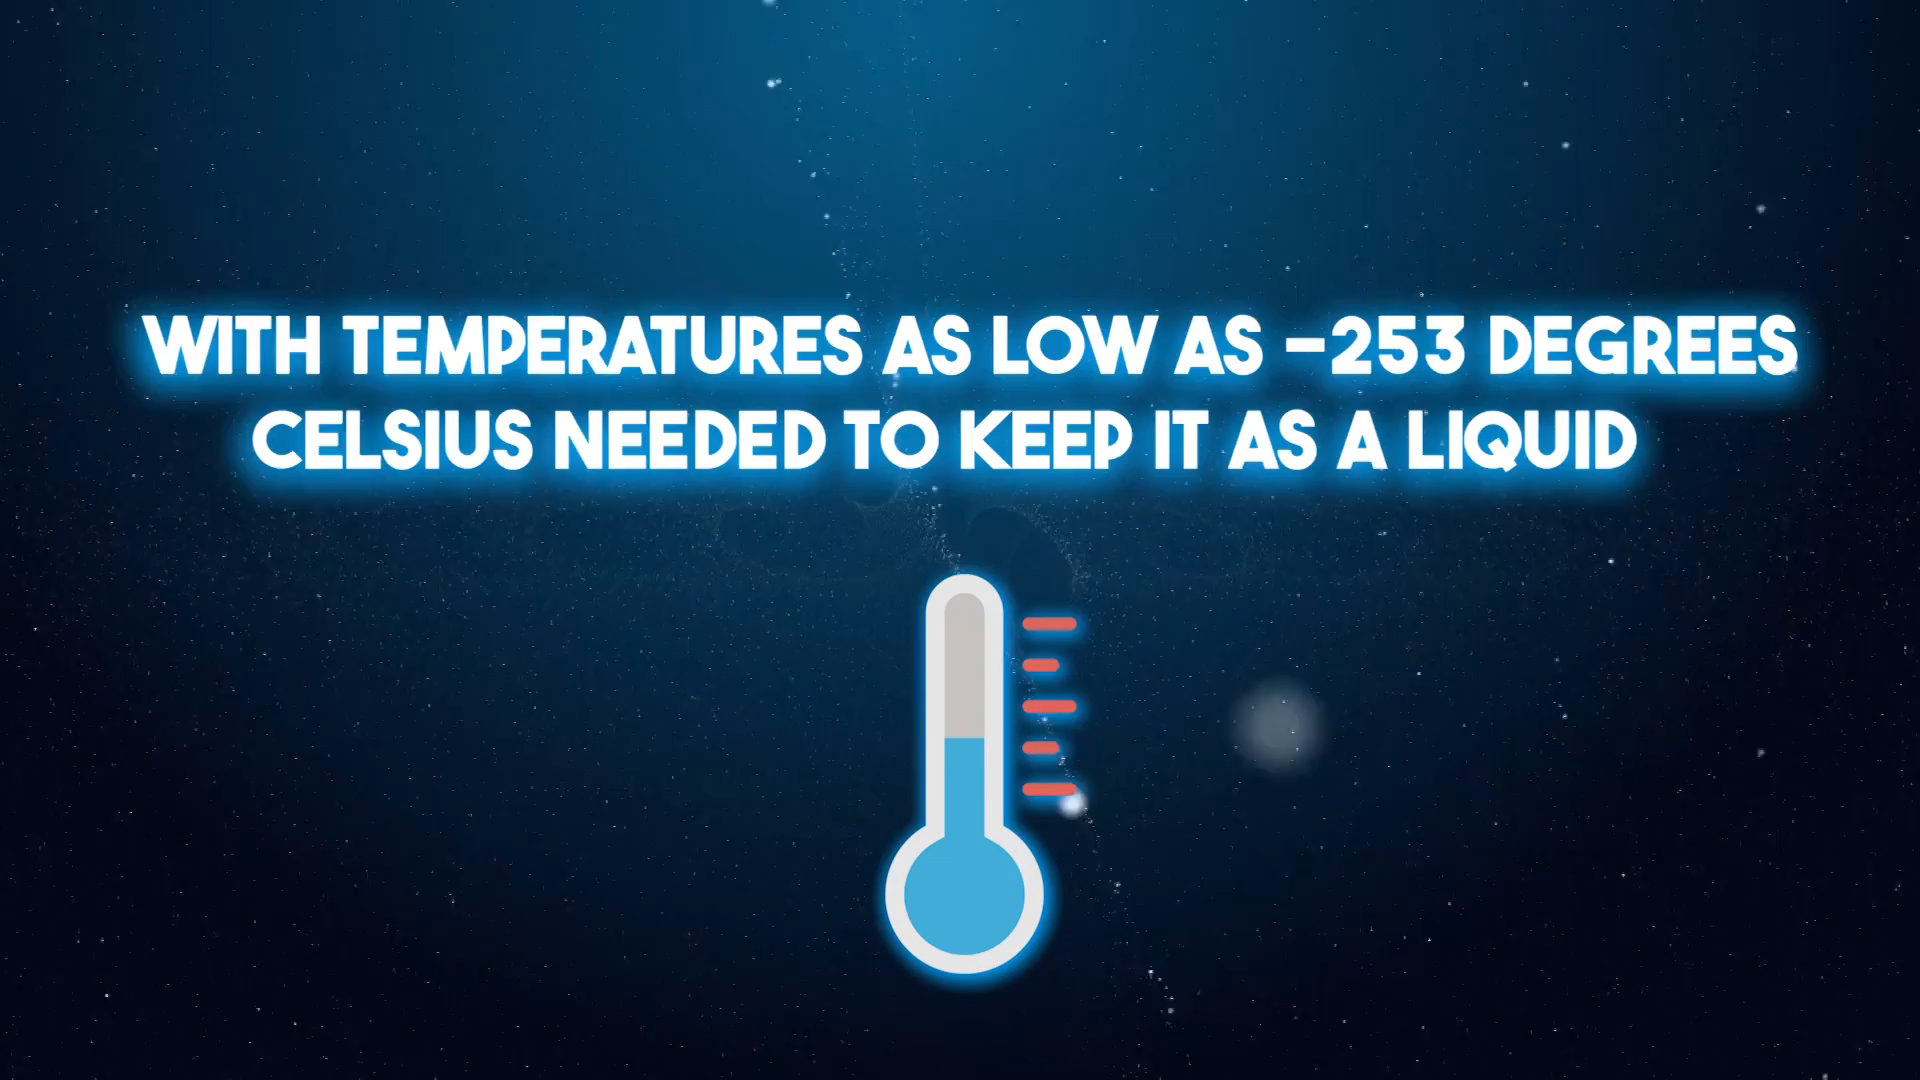 WITH TEMPERATURES AS LOW AS -253 DEGREES
CELSIUS NEEDED TO KEEP IT AS A LIQUID